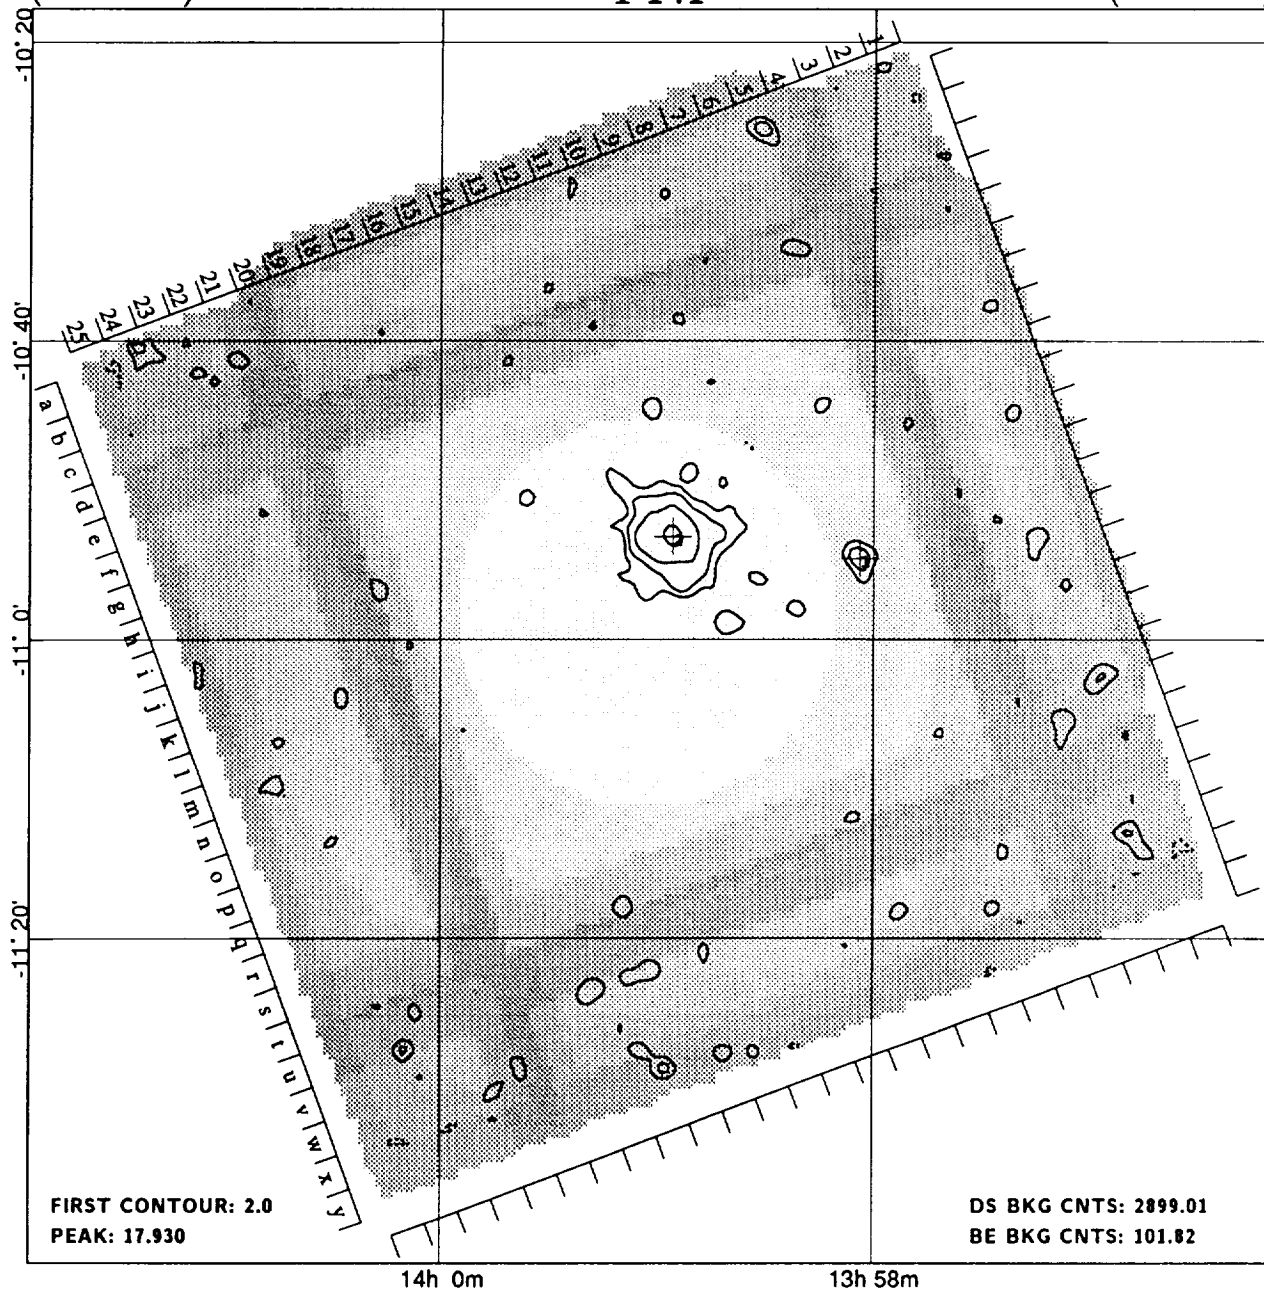 -10° 20
1 2 3 4 5 6 7 8 9 10 11 12 13 14 15 16 17 18 19 20 21 22 23 24 25
-10° 40'
a b c d e f g h i j k l m n o p q r s t u v w x y
-11° 0'
-11° 20'
FIRST CONTOUR: 2.0
PEAK: 17.930
DS BKG CNTS: 2899.01
BE BKG CNTS: 101.82
14h 0m
13h 58m